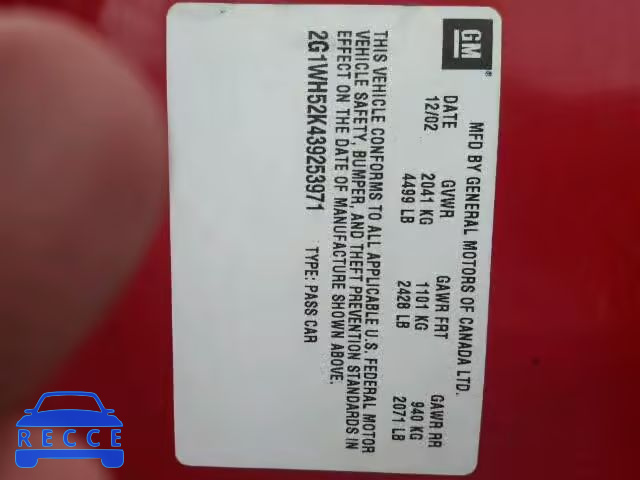 GM®
MFD BY GENERAL MOTORS OF CANADA LTD.
DATE GVWR GAWR FRT GAWR RR
12/02 2041 KG 1101 KG 940 KG
4499 LB 2428 LB 2071 LB
THIS VEHICLE CONFORMS TO ALL APPLICABLE U.S. FEDERAL MOTOR
VEHICLE SAFETY, BUMPER, AND THEFT PREVENTION STANDARDS IN
EFFECT ON THE DATE OF MANUFACTURE SHOWN ABOVE.
2G1WH52K439253971 TYPE: PASS CAR
RECCE